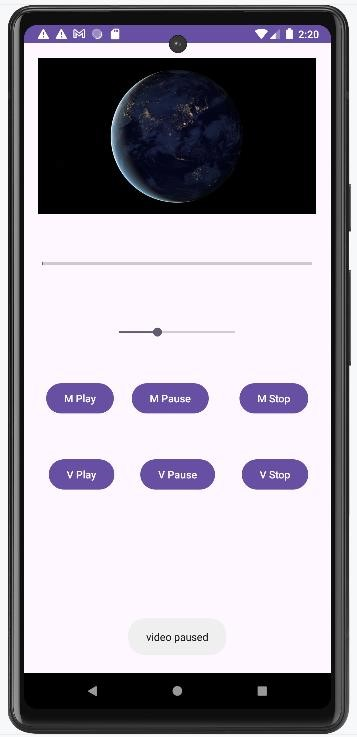 2:20
M Play
M Pause
M Stop
V Play
V Pause
V Stop
video paused